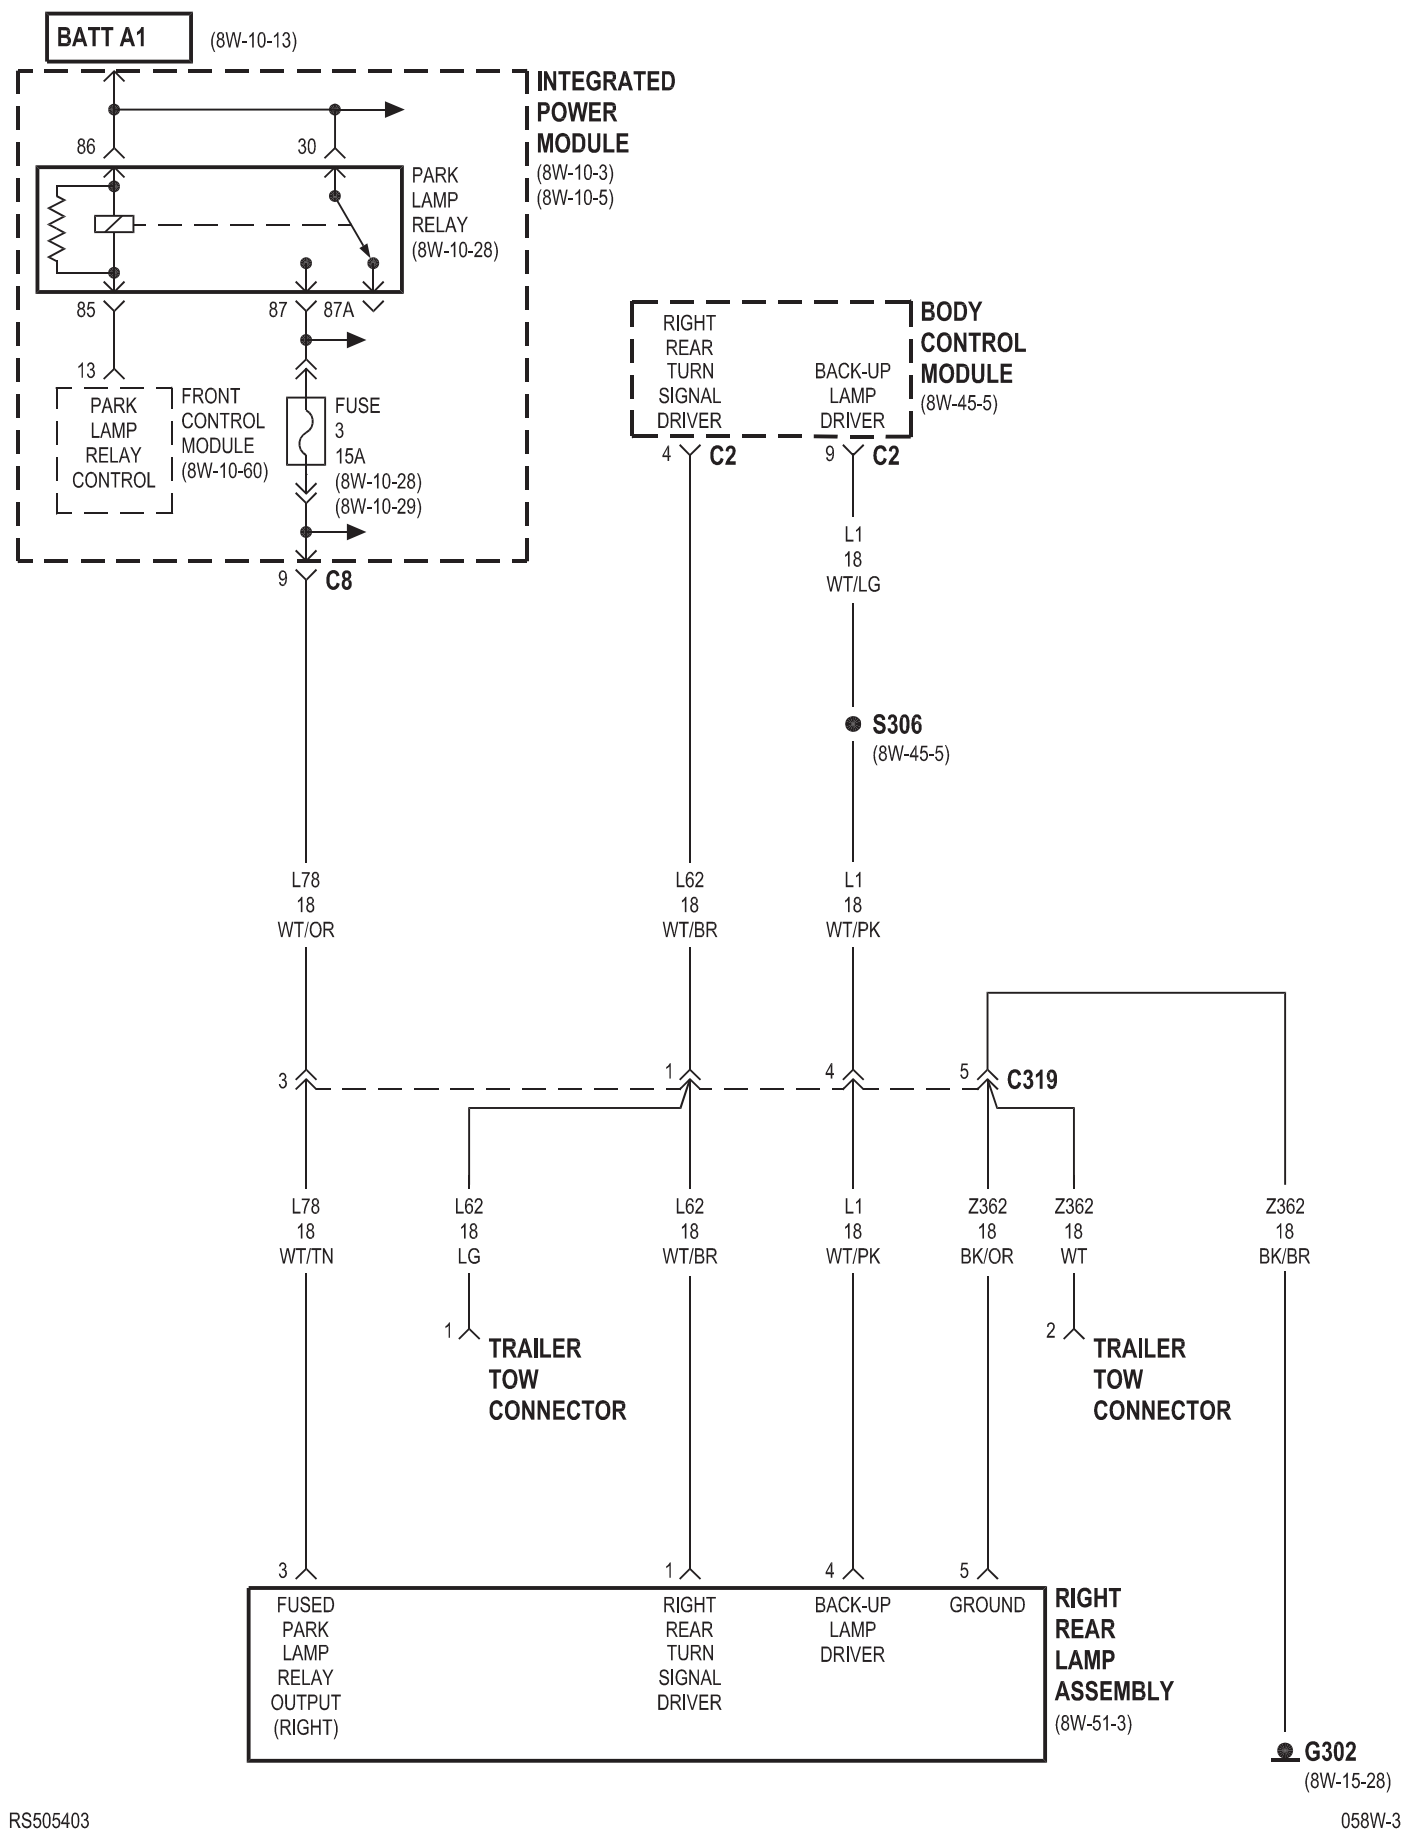 BATT A1
(8W-10-13)
INTEGRATED
POWER
MODULE
(8W-10-3)
(8W-10-5)
86
30
PARK
LAMP
RELAY
(8W-10-28)
85
87
87A
13
PARK
LAMP
RELAY
CONTROL
FRONT
CONTROL
MODULE
(8W-10-60)
FUSE
3
15A
(8W-10-28)
(8W-10-29)
9
C8
RIGHT
REAR
TURN
SIGNAL
DRIVER
BACK-UP
LAMP
DRIVER
BODY
CONTROL
MODULE
(8W-45-5)
4
C2
9
C2
L1
18
WT/LG
S306
(8W-45-5)
L78
18
WT/OR
L62
18
WT/BR
L1
18
WT/PK
3
1
4
5
C319
L78
18
WT/TN
L62
18
LG
L62
18
WT/BR
L1
18
WT/PK
Z362
18
BK/OR
Z362
18
WT
Z362
18
BK/BR
1
TRAILER
TOW
CONNECTOR
2
TRAILER
TOW
CONNECTOR
3
1
4
5
FUSED
PARK
LAMP
RELAY
OUTPUT
(RIGHT)
RIGHT
REAR
TURN
SIGNAL
DRIVER
BACK-UP
LAMP
DRIVER
GROUND
RIGHT
REAR
LAMP
ASSEMBLY
(8W-51-3)
G302
(8W-15-28)
RS505403
058W-3